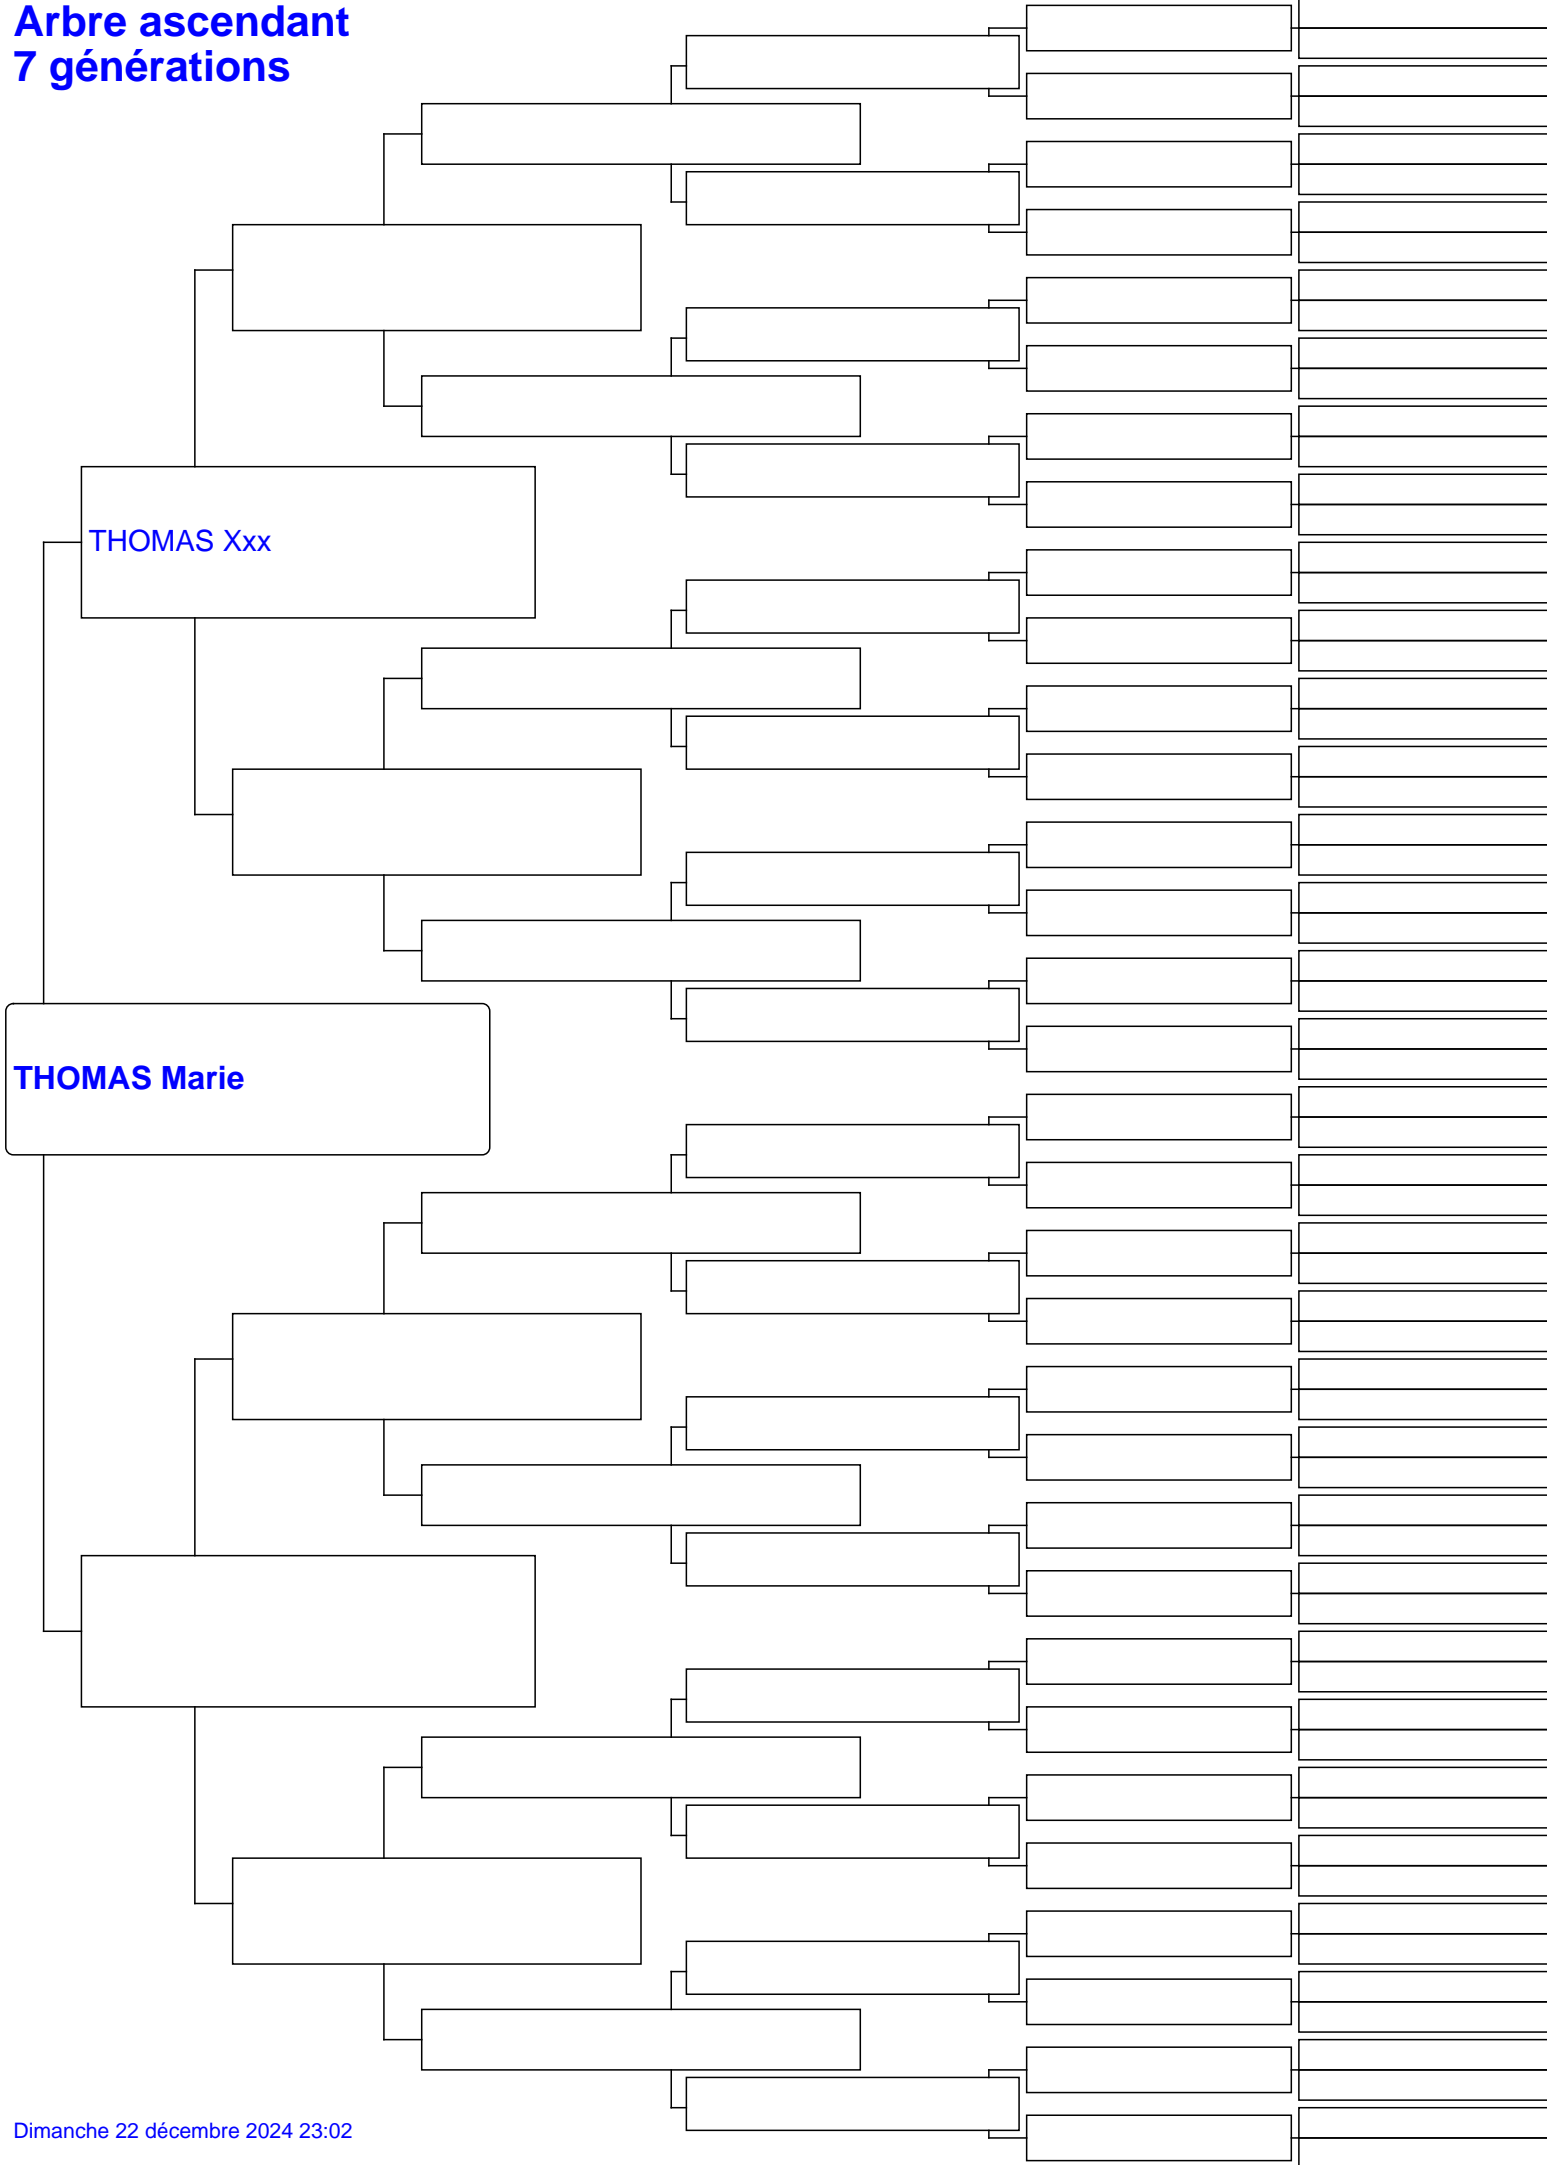 Arbre ascendant
7 générations
THOMAS Xxx
THOMAS Marie
Dimanche 22 décembre 2024 23:02